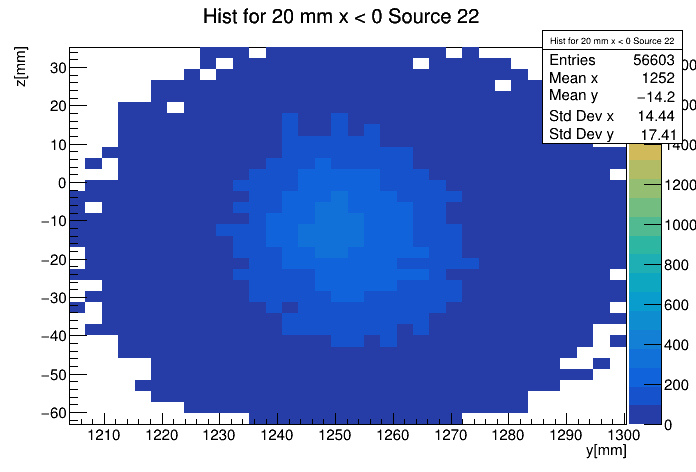 Hist for 20 mm x < 0 Source 22
Hist for 20 mm x < 0 Source 22
Entries 56603
Mean x 1252
Mean y −14.2
Std Dev x 14.44
Std Dev y 17.41
z[mm]
30
20
10
0
−10
−20
−30
−40
−50
−60
1210 1220 1230 1240 1250 1260 1270 1280 1290 1300
y[mm]
1400
1200
1000
800
600
400
200
0